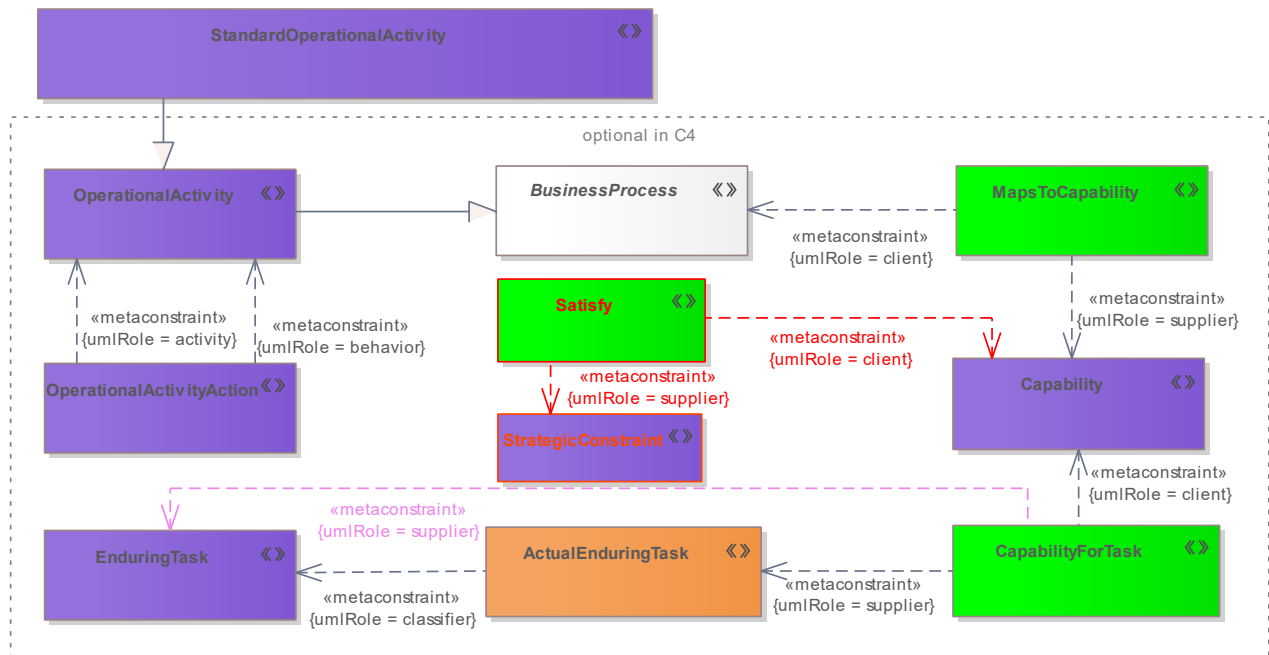 StandardOperationalActivity «»
optional in C4
OperationalActivity «»
BusinessProcess «»
MapsToCapability «»
«metaconstraint»
{umlRole = client}
«metaconstraint»
{umlRole = activity}
«metaconstraint»
{umlRole = behavior}
Satisfy «»
«metaconstraint»
{umlRole = client}
«metaconstraint»
{umlRole = supplier}
OperationalActivityAction «»
«metaconstraint»
{umlRole = supplier}
Capability «»
StrategicConstraint «»
«metaconstraint»
{umlRole = client}
«metaconstraint»
{umlRole = supplier}
EnduringTask «»
ActualEnduringTask «»
CapabilityForTask «»
«metaconstraint»
{umlRole = classifier}
«metaconstraint»
{umlRole = supplier}